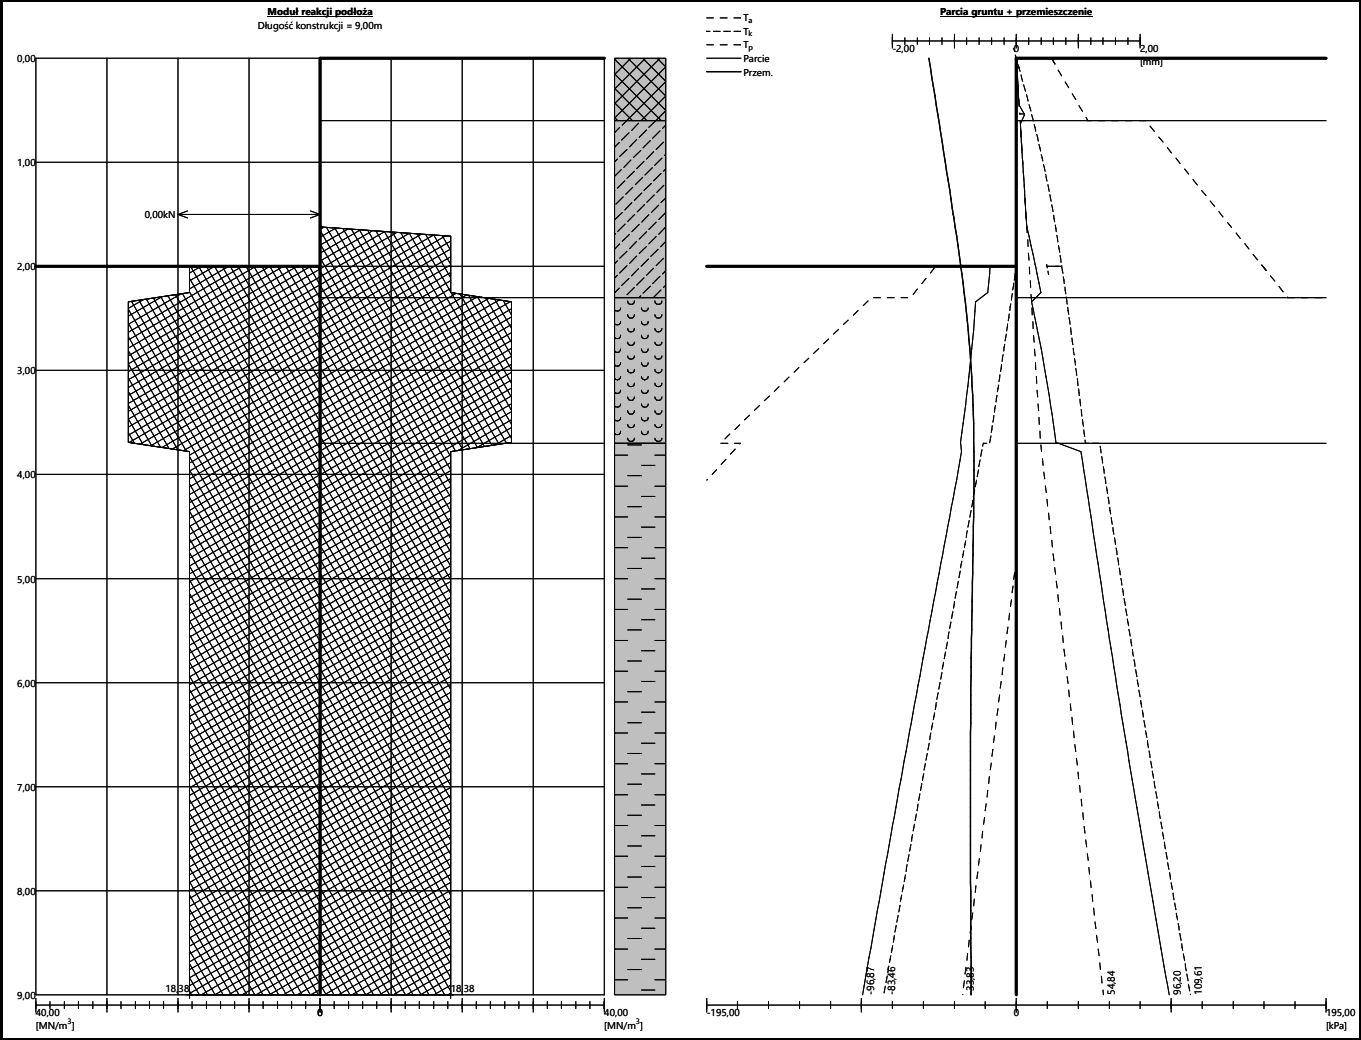 Moduł reakcji podłoża
Długość konstrukcji = 9,00m
0,00
1,00
0,00kN
2,00
3,00
4,00
5,00
6,00
7,00
8,00
9,00
18,38
18,38
40,00
0
40,00
[MN/m³]
[MN/m³]
Parcia gruntu + przemieszczenie
Tₐ
Tₖ
Tₚ
Parcie
Przem.
-2,00
0
2,00
[mm]
-96,87
-83,46
-33,83
54,84
96,20
109,61
-195,00
0
195,00
[kPa]